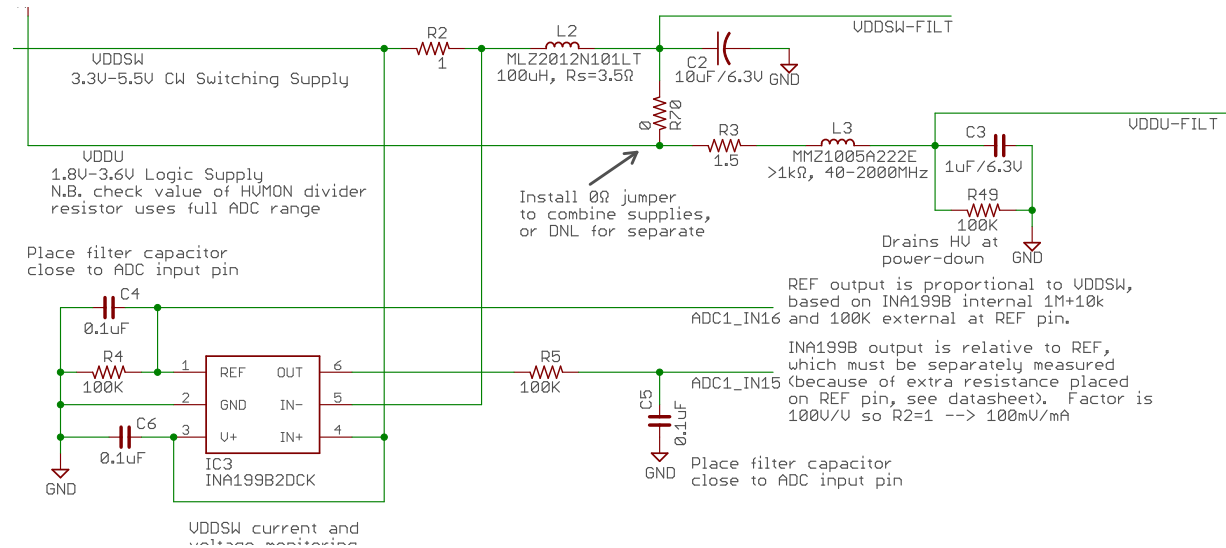 VDDSW-FILT
R2
1
L2
MLZ2012N101LT
100uH, Rs=3.5Ω
C2
10uF/6.3V
GND
VDDSW
3.3V-5.5V CW Switching Supply
0
R70
R3
1.5
L3
MMZ1005A222E
>1kΩ, 40-2000MHz
C3
1uF/6.3V
VDDU-FILT
VDDU
1.8V-3.6V Logic Supply
N.B. check value of HVMON divider
resistor uses full ADC range
Install 0Ω jumper
to combine supplies,
or DNL for separate
R49
100K
Drains HV at
power-down
GND
Place filter capacitor
close to ADC input pin
C4
0.1uF
R4
100K
C6
0.1uF
GND
1
2
3
REF
GND
V+
OUT
IN-
IN+
6
5
4
IC3
INA199B2DCK
R5
100K
ADC1_IN16
ADC1_IN15
C5
0.1uF
GND
Place filter capacitor
close to ADC input pin
REF output is proportional to VDDSW,
based on INA199B internal 1M+10k
and 100K external at REF pin.
INA199B output is relative to REF,
which must be separately measured
(because of extra resistance placed
on REF pin, see datasheet). Factor is
100V/V so R2=1 --> 100mV/mA
VDDSW current and
voltage monitoring